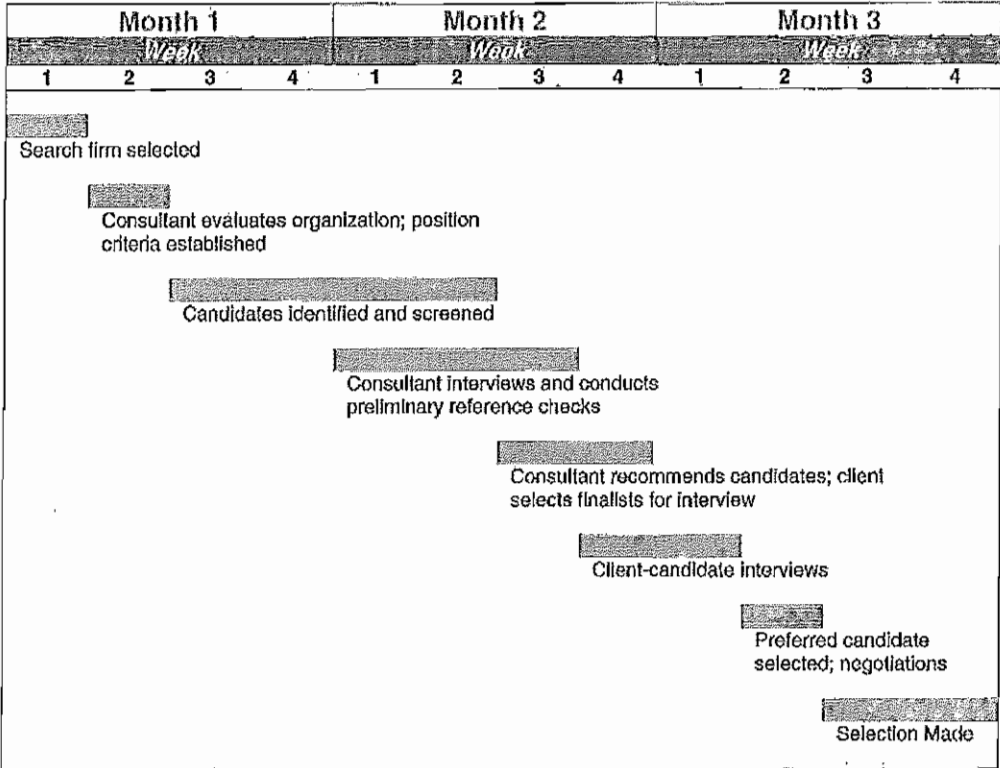 Month 1 Month 2 Month 3
Week Week Week
1 2 3 4 1 2 3 4 1 2 3 4
Search firm selected
Consultant evaluates organization; position
criteria established
Candidates identified and screened
Consultant interviews and conducts
preliminary reference checks
Consultant recommends candidates; client
selects finalists for interview
Client-candidate interviews
Preferred candidate
selected; negotiations
Selection Made